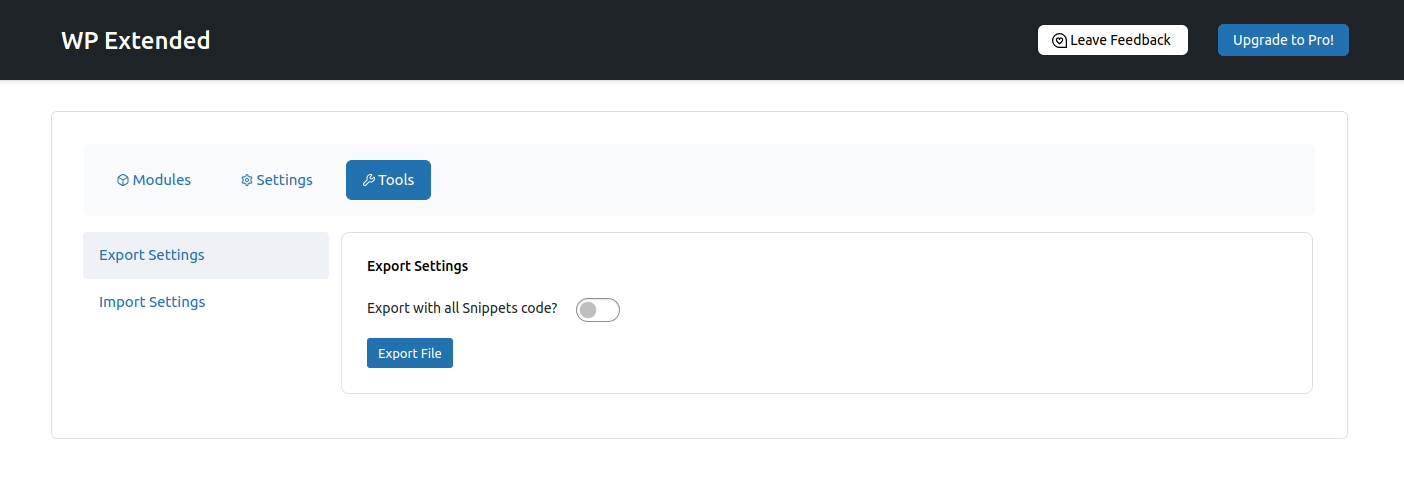 WP Extended
Leave Feedback
Upgrade to Pro!
Modules
Settings
Tools
Export Settings
Import Settings
Export Settings
Export with all Snippets code?
Export File